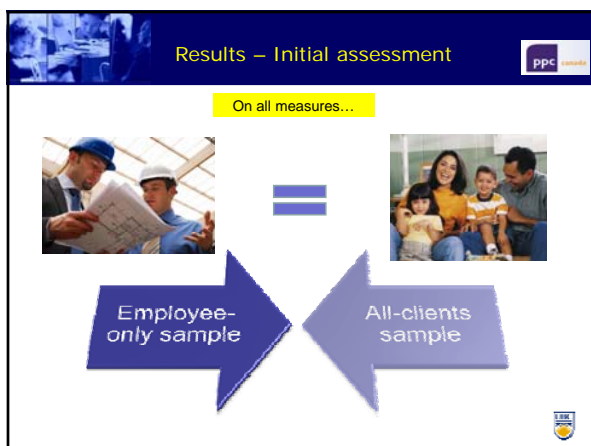 Results – Initial assessment
ppc canada
On all measures…
=
Employee-
only sample
All-clients
sample